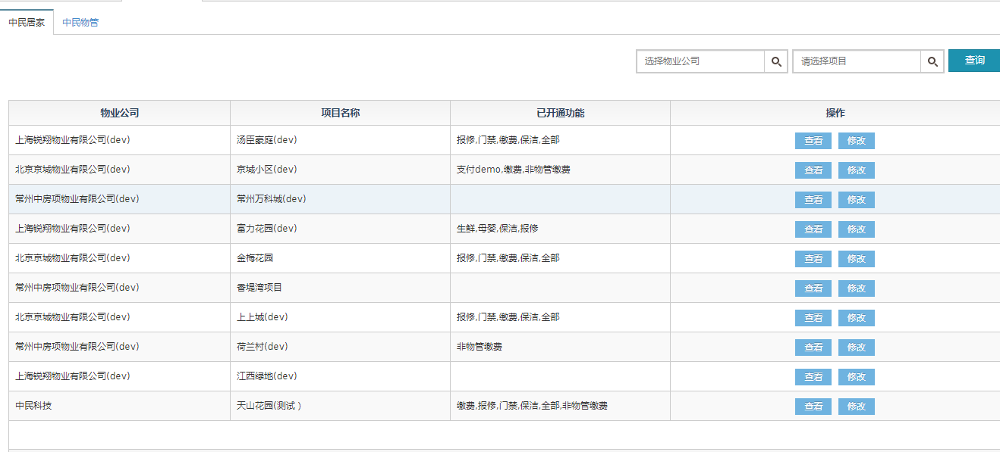 中民居家 中民物管
选择物业公司 请选择项目 查询
物业公司 项目名称 已开通功能 操作
上海锐翔物业有限公司(dev) 汤臣豪庭(dev) 报修,门禁,缴费,保洁,全部 查看 修改
北京京城物业有限公司(dev) 京城小区(dev) 支付demo,缴费,非物管缴费 查看 修改
常州中房项物业有限公司(dev) 常州万科城(dev) 查看 修改
上海锐翔物业有限公司(dev) 富力花园(dev) 生鲜,母婴,保洁,报修 查看 修改
北京京城物业有限公司(dev) 金梅花园 报修,门禁,缴费,保洁,全部 查看 修改
常州中房项物业有限公司(dev) 香堤湾项目 查看 修改
北京京城物业有限公司(dev) 上上城(dev) 报修,门禁,缴费,保洁,全部 查看 修改
常州中房项物业有限公司(dev) 荷兰村(dev) 非物管缴费 查看 修改
上海锐翔物业有限公司(dev) 江西绿地(dev) 查看 修改
中民科技 天山花园(测试 ) 缴费,报修,门禁,保洁,全部,非物管缴费 查看 修改